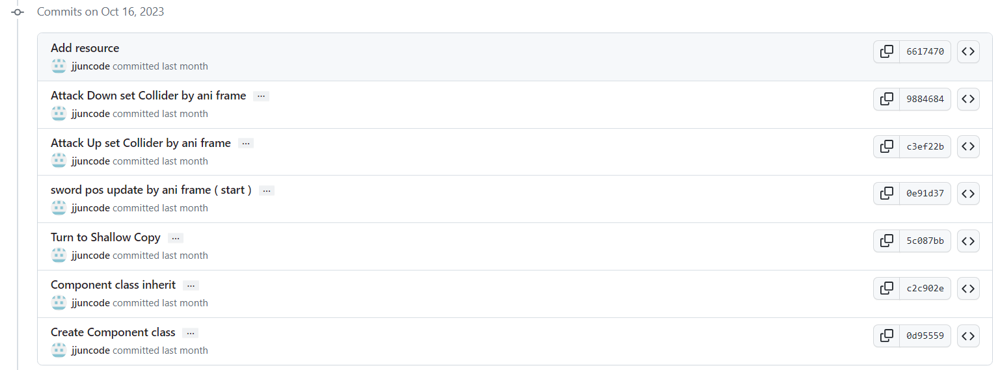 Commits on Oct 16, 2023
Add resource
jjuncode committed last month
6617470
Attack Down set Collider by ani frame ...
jjuncode committed last month
9884684
Attack Up set Collider by ani frame ...
jjuncode committed last month
c3ef22b
sword pos update by ani frame ( start ) ...
jjuncode committed last month
0e91d37
Turn to Shallow Copy ...
jjuncode committed last month
5c087bb
Component class inherit ...
jjuncode committed last month
c2c902e
Create Component class ...
jjuncode committed last month
0d95559